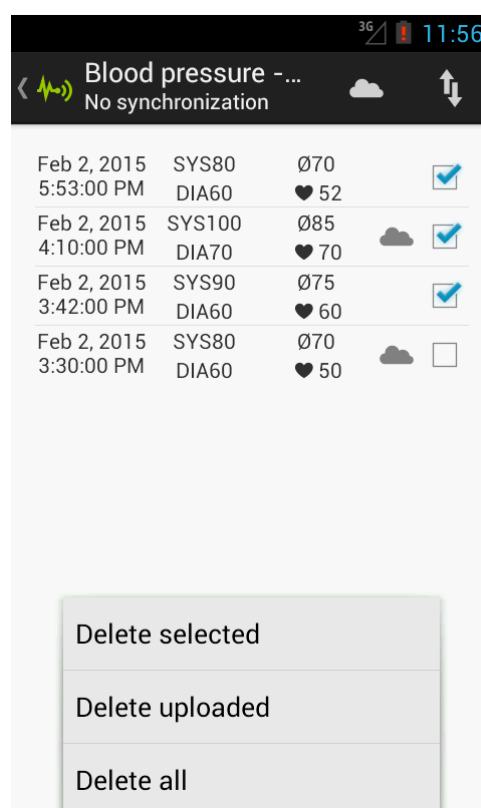 3G 11:56
Blood pressure -...
No synchronization
Feb 2, 2015 SYS80 Ø70
5:53:00 PM DIA60 52
Feb 2, 2015 SYS100 Ø85
4:10:00 PM DIA70 70
Feb 2, 2015 SYS90 Ø75
3:42:00 PM DIA60 60
Feb 2, 2015 SYS80 Ø70
3:30:00 PM DIA60 50
Delete selected
Delete uploaded
Delete all